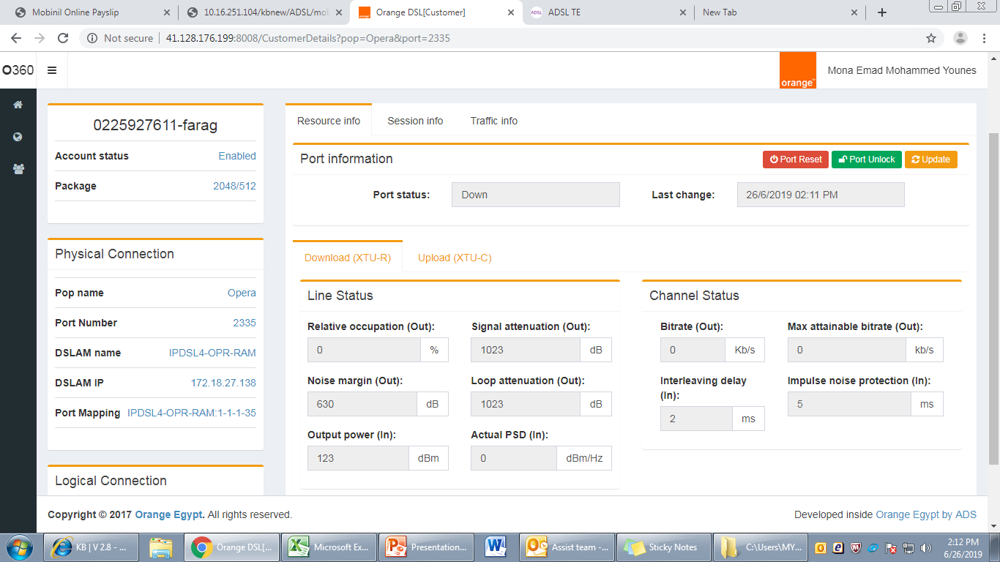 Mobinil Online Payslip
10.16.251.104/kbnew/ADSL/mob
Orange DSL[Customer]
ADSL
ADSL TE
New Tab
Not secure
41.128.176.199:8008/CustomerDetails?pop=Opera&port=2335
O360
orange™
Mona Emad Mohammed Younes
0225927611-farag
Account status Enabled
Package 2048/512
Physical Connection
Pop name Opera
Port Number 2335
DSLAM name IPDSL4-OPR-RAM
DSLAM IP 172.18.27.138
Port Mapping IPDSL4-OPR-RAM:1-1-1-35
Logical Connection
Resource info Session info Traffic info
Port information
Port Reset Port Unlock Update
Port status: Down Last change: 26/6/2019 02:11 PM
Download (XTU-R) Upload (XTU-C)
Line Status
Relative occupation (Out): Signal attenuation (Out):
0 % 1023 dB
Noise margin (Out): Loop attenuation (Out):
630 dB 1023 dB
Output power (In): Actual PSD (In):
123 dBm 0 dBm/Hz
Channel Status
Bitrate (Out): Max attainable bitrate (Out):
0 Kb/s 0 kb/s
Interleaving delay
(In): Impulse noise protection (In):
2 ms 5 ms
Copyright © 2017 Orange Egypt. All rights reserved.
Developed inside Orange Egypt by ADS
KB | V 2.8 - ...
Orange DSL[...
Microsoft Ex...
Presentation...
Assist team -...
Sticky Notes
C:\Users\MY...
2:12 PM
6/26/2019